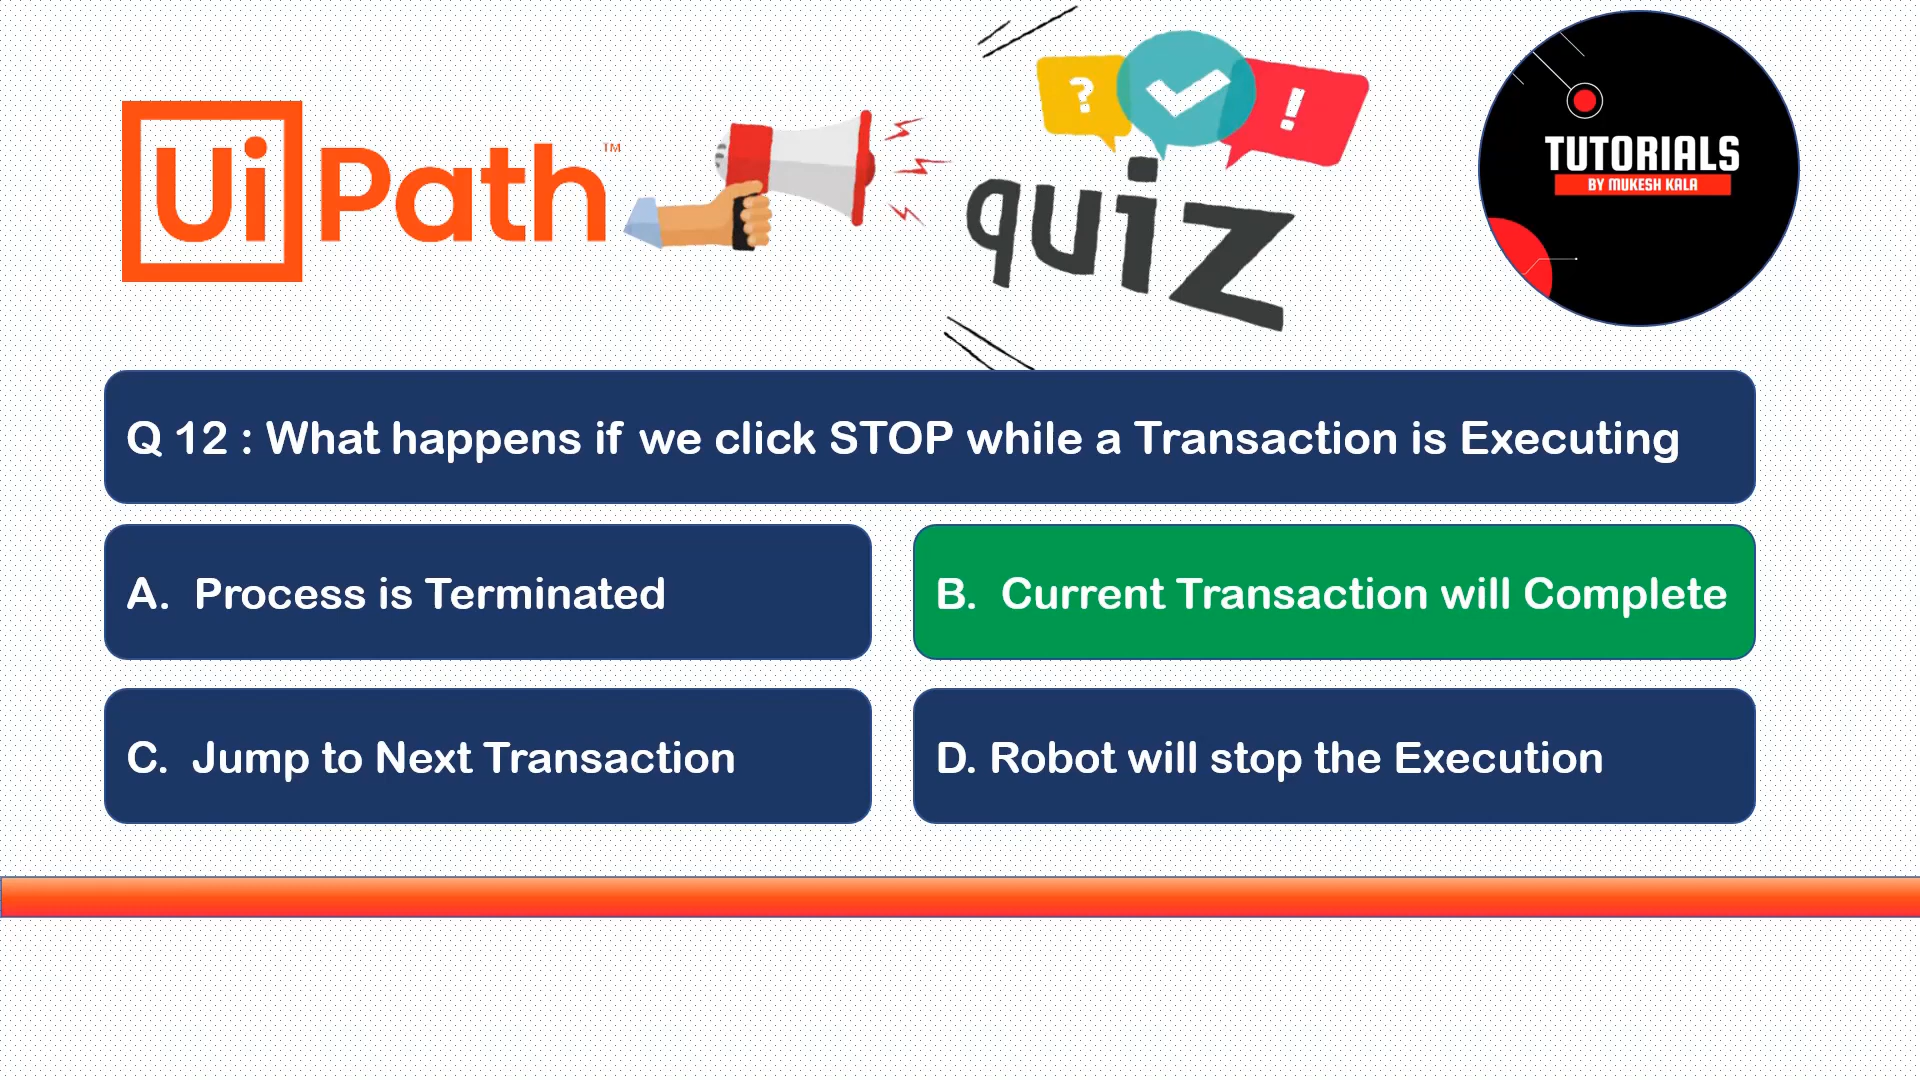 UiPath™
?
!
quiz
TUTORIALS
BY MUKESH KALA
Q 12 : What happens if we click STOP while a Transaction is Executing
A. Process is Terminated
B. Current Transaction will Complete
C. Jump to Next Transaction
D. Robot will stop the Execution